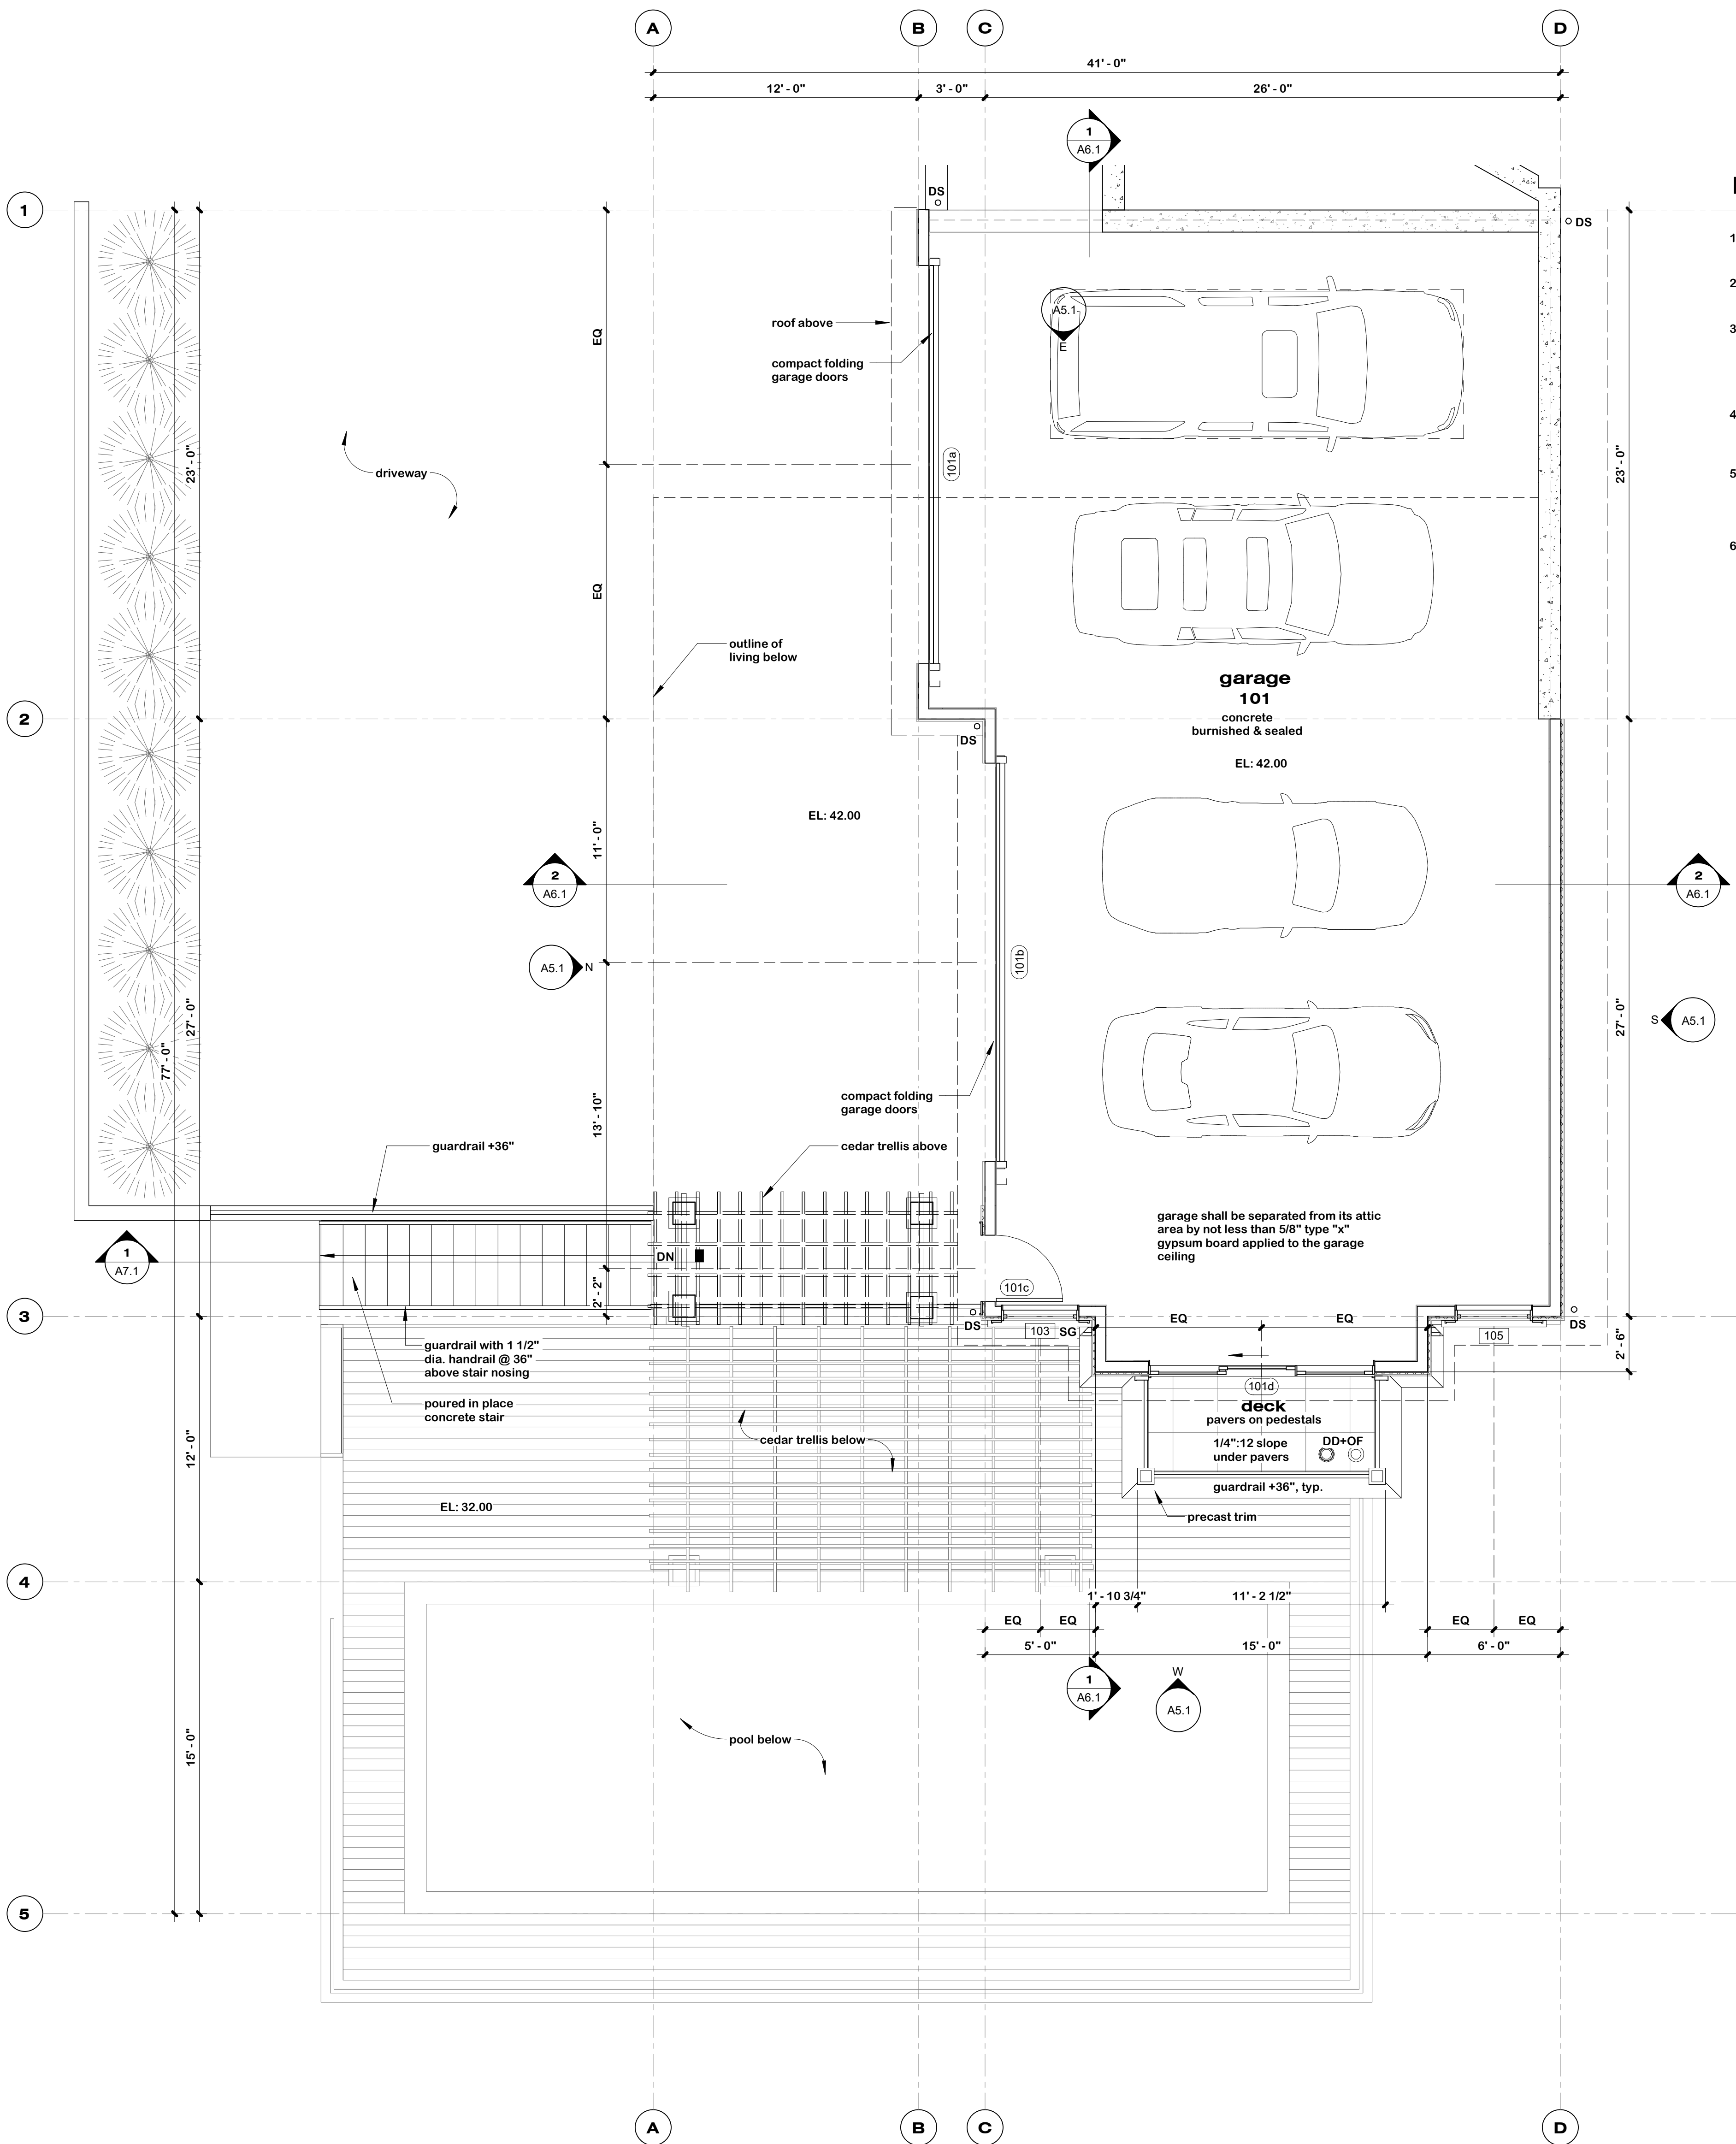 A
B
C
D
41' - 0"
12' - 0"
3' - 0"
26' - 0"
1
A6.1
1
DS
DS
1
2
3
4
5
6
roof above
A5.1
E
EQ
compact folding
garage doors
101a
23' - 0"
23' - 0"
driveway
EQ
outline of
living below
garage
101
2
concrete
burnished & sealed
DS
EL: 42.00
EL: 42.00
11' - 0"
2
A6.1
2
A6.1
A5.1
N
101b
27' - 0"
77' - 0"
27' - 0"
S
A5.1
compact folding
garage doors
13' - 10"
guardrail +36"
cedar trellis above
garage shall be separated from its attic
area by not less than 5/8" type "x"
gypsum board applied to the garage
ceiling
1
A7.1
DN
2' - 2"
101c
3
DS
103
SG
EQ
EQ
105
DS
2' - 6"
guardrail with 1 1/2"
dia. handrail @ 36"
above stair nosing
101d
poured in place
concrete stair
deck
pavers on pedestals
12' - 0"
cedar trellis below
1/4":12 slope
under pavers
DD+OF
guardrail +36", typ.
EL: 32.00
precast trim
4
1' - 10 3/4"
11' - 2 1/2"
EQ
EQ
EQ
EQ
5' - 0"
15' - 0"
6' - 0"
1
A6.1
W
A5.1
15' - 0"
pool below
5
A
B
C
D